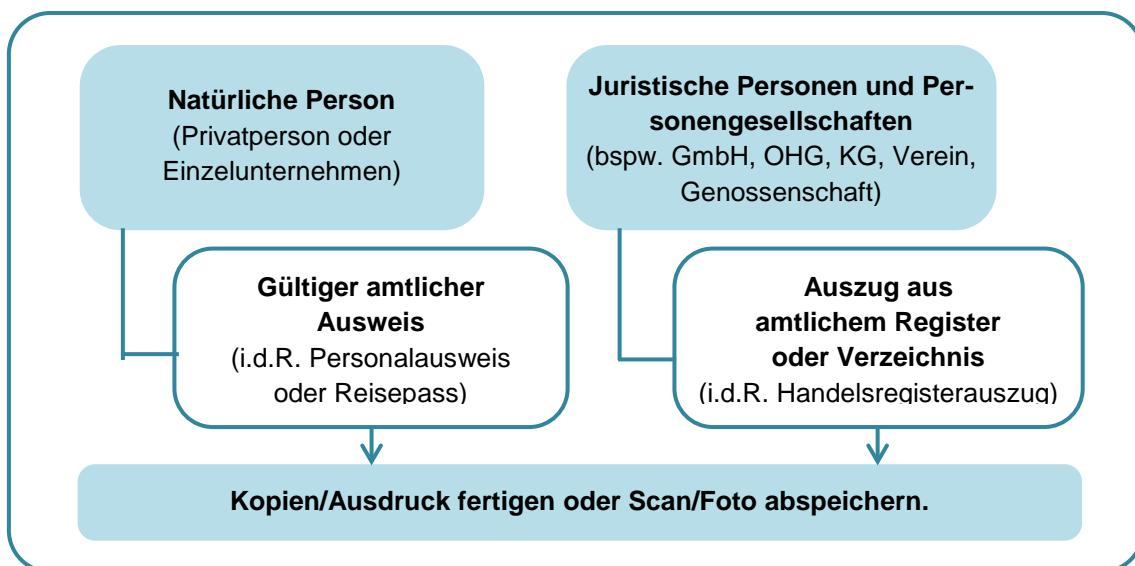 Natürliche Person
(Privatperson oder
Einzelunternehmen)
Juristische Personen und Per-
sonengesellschaften
(bspw. GmbH, OHG, KG, Verein,
Genossenschaft)
Gültiger amtlicher
Ausweis
(i.d.R. Personalausweis
oder Reisepass)
Auszug aus
amtlichem Register
oder Verzeichnis
(i.d.R. Handelsregisterauszug)
Kopien/Ausdruck fertigen oder Scan/Foto abspeichern.